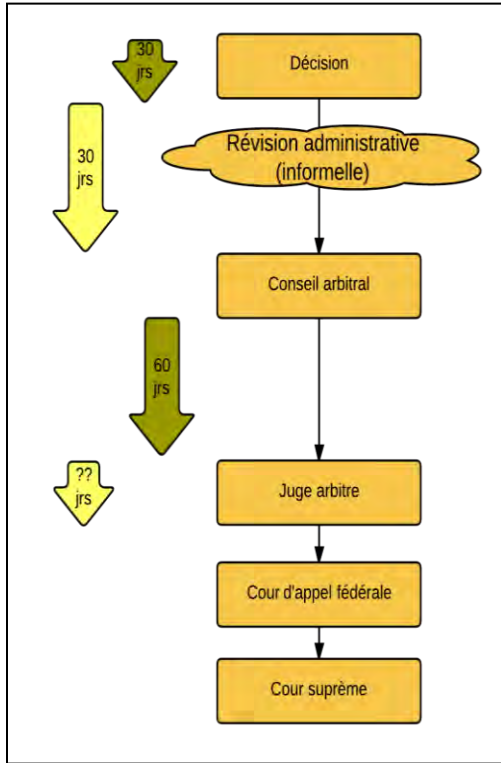 30
jrs
Décision
30
jrs
Révision administrative
(informelle)
Conseil arbitral
60
jrs
??
jrs
Juge arbitre
Cour d'appel fédérale
Cour suprème